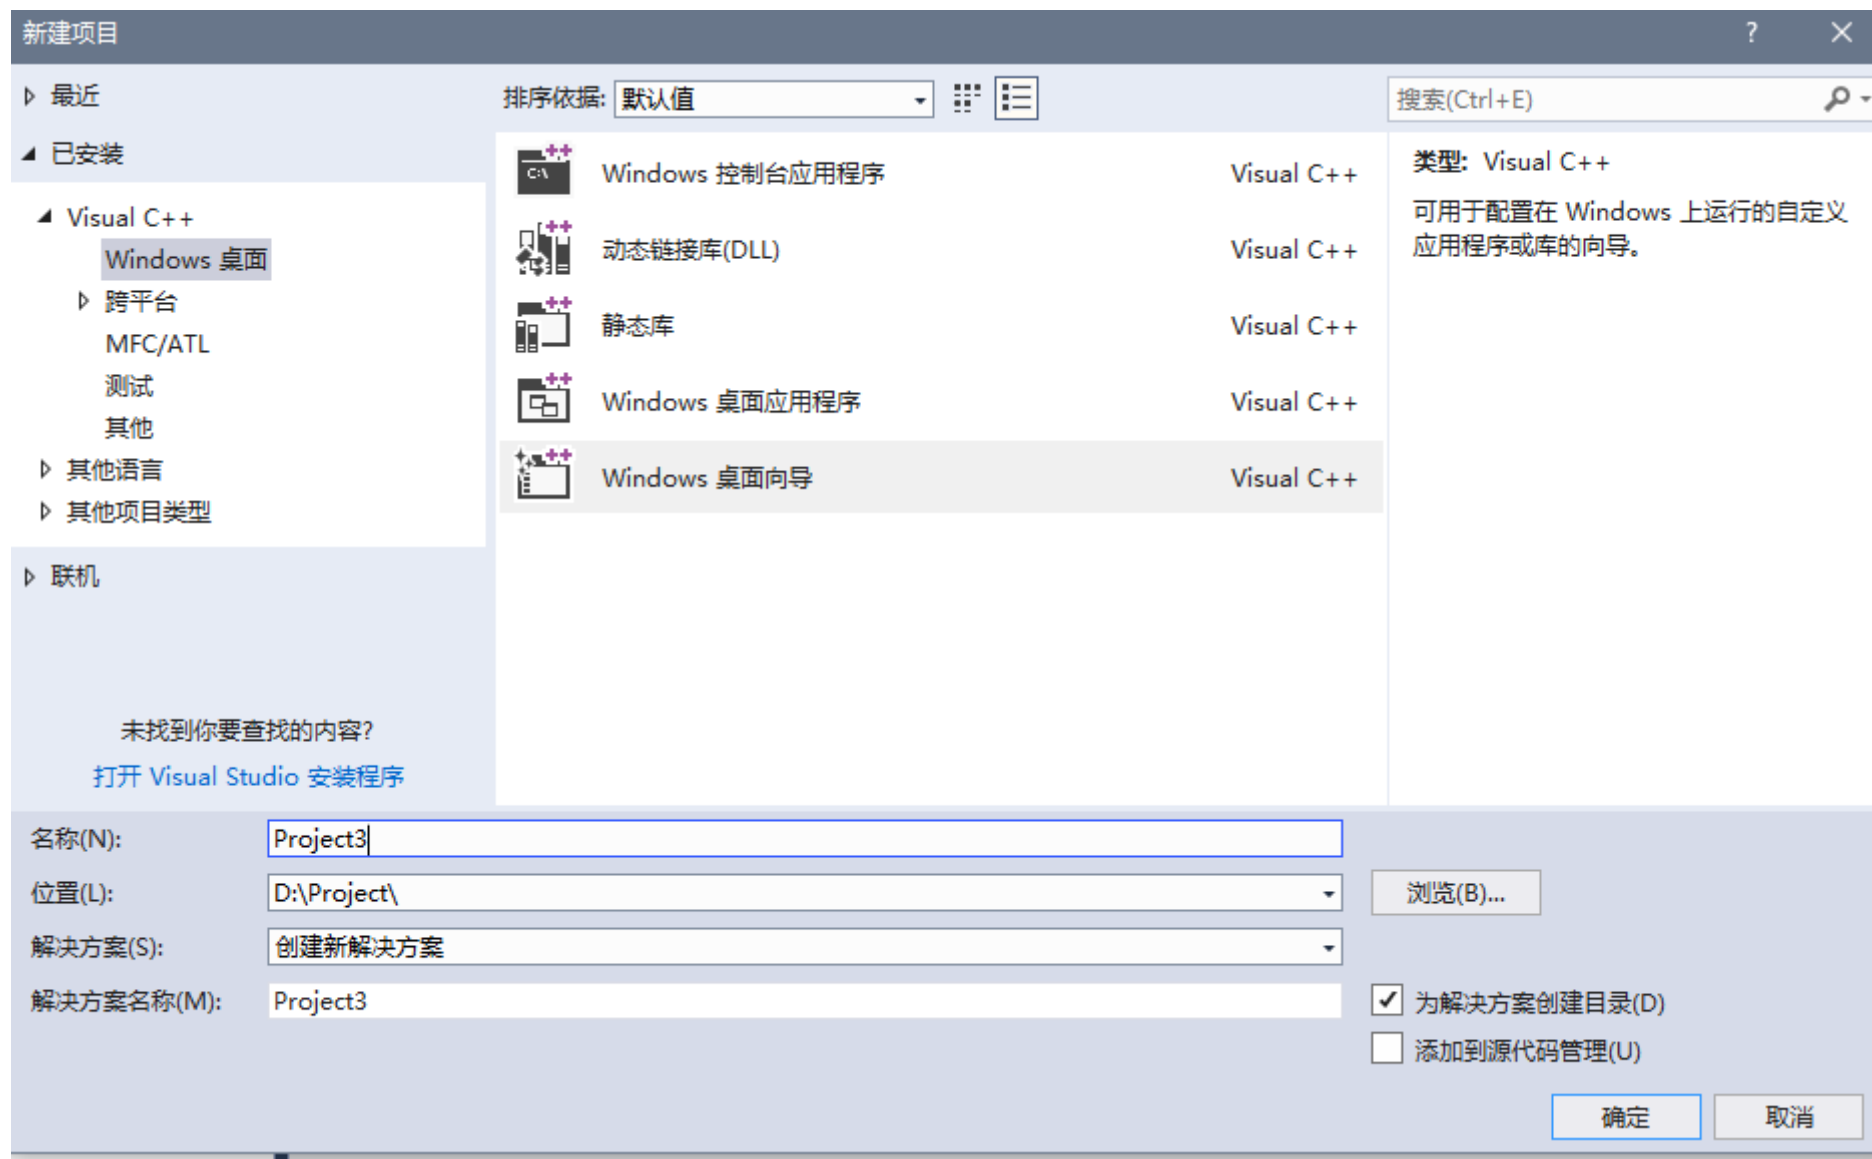 新建项目
?
最近
已安装
Visual C++
Windows 桌面
跨平台
MFC/ATL
测试
其他
其他语言
其他项目类型
联机
未找到你要查找的内容?
打开 Visual Studio 安装程序
排序依据: 默认值
搜索(Ctrl+E)
C:\
Windows 控制台应用程序 Visual C++
动态链接库(DLL) Visual C++
静态库 Visual C++
Windows 桌面应用程序 Visual C++
Windows 桌面向导 Visual C++
类型: Visual C++
可用于配置在 Windows 上运行的自定义
应用程序或库的向导。
名称(N): Project3
位置(L): D:\Project\
浏览(B)...
解决方案(S): 创建新解决方案
解决方案名称(M): Project3
为解决方案创建目录(D)
添加到源代码管理(U)
确定 取消